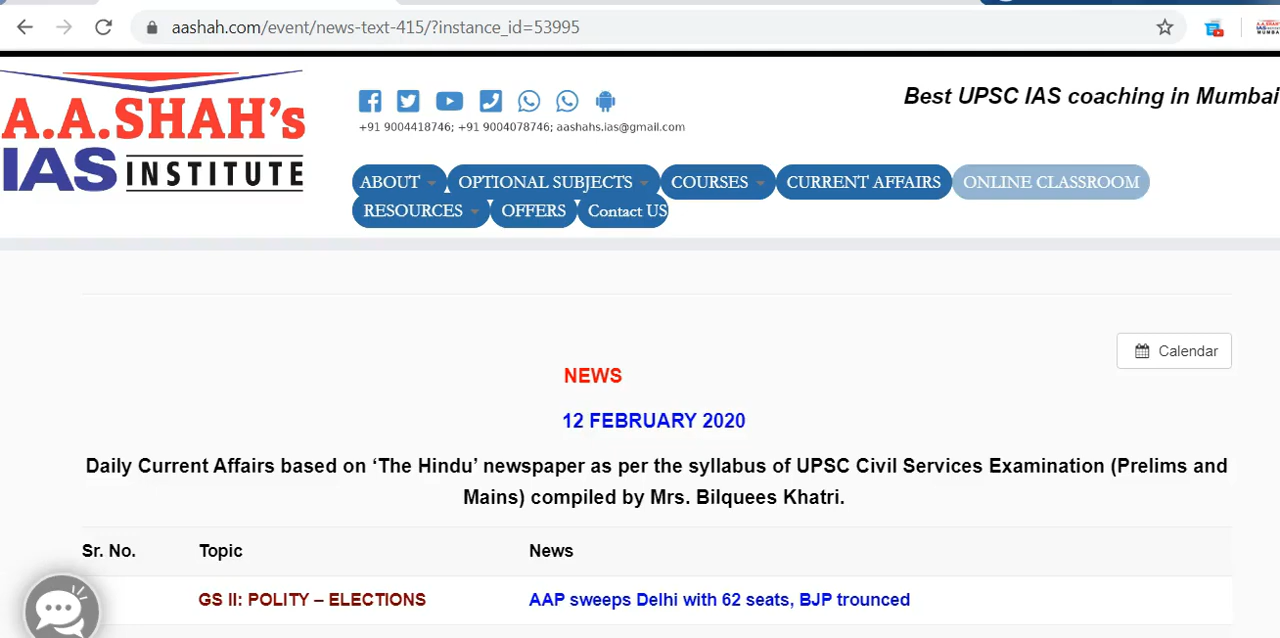 aashah.com/event/news-text-415/?instance_id=53995
A.A.SHAH's
IAS INSTITUTE
+91 9004418746; +91 9004078746; aashahs.ias@gmail.com
Best UPSC IAS coaching in Mumbai
ABOUT OPTIONAL SUBJECTS COURSES CURRENT AFFAIRS ONLINE CLASSROOM
RESOURCES OFFERS Contact US
Calendar
NEWS
12 FEBRUARY 2020
Daily Current Affairs based on ‘The Hindu’ newspaper as per the syllabus of UPSC Civil Services Examination (Prelims and
Mains) compiled by Mrs. Bilquees Khatri.
Sr. No. Topic News
GS II: POLITY – ELECTIONS AAP sweeps Delhi with 62 seats, BJP trounced